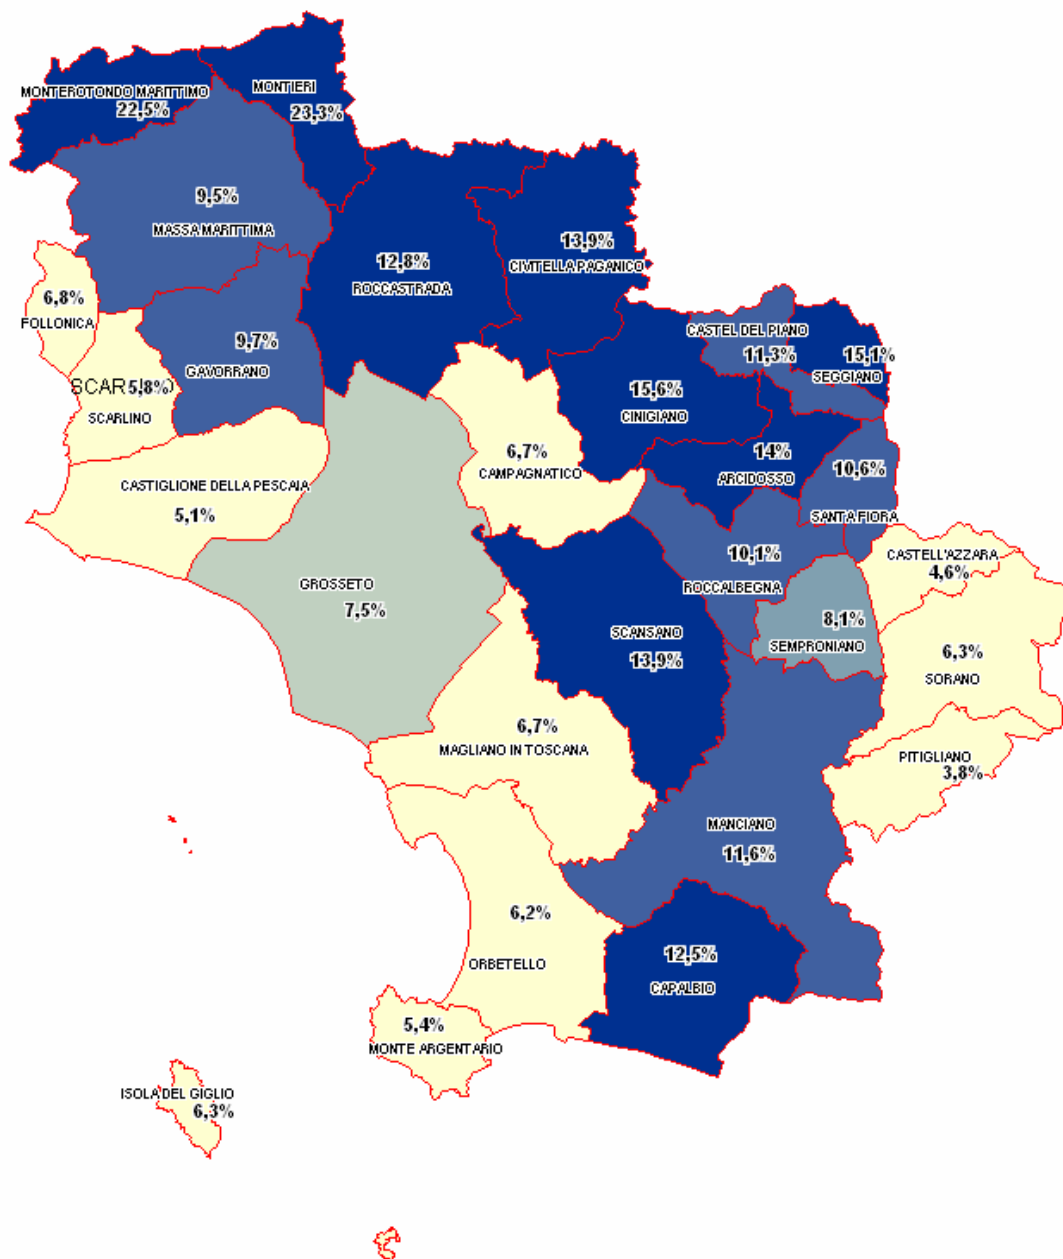 MONTEROTONDO MARITTIMO
22,5%
MONTIERI
23,3%
9,5%
MASSA MARITTIMA
12,8%
ROCCASTRADA
13,9%
CIVITELLA PAGANICO
6,8%
FOLLONICA
9,7%
GAVORRANO
CASTEL DEL PIANO
11,3%
15,1%
SEGGIANO
SCARLINO
5,8%
SCARLINO
15,6%
CINIGIANO
6,7%
CAMPAGNATICO
14%
ARCIDOSSO
10,6%
SANTA FIORA
CASTIGLIONE DELLA PESCAIA
5,1%
10,1%
ROCCALBEGNA
CASTELL'AZZARA
4,6%
GROSSETO
7,5%
SCANSANO
13,9%
8,1%
SEMPRONIANO
6,3%
SORANO
6,7%
MAGLIANO IN TOSCANA
PITIGLIANO
3,8%
MANCIANO
11,6%
6,2%
ORBETELLO
12,5%
CAPALBIO
5,4%
MONTE ARGENTARIO
ISOLA DEL GIGLIO
6,3%